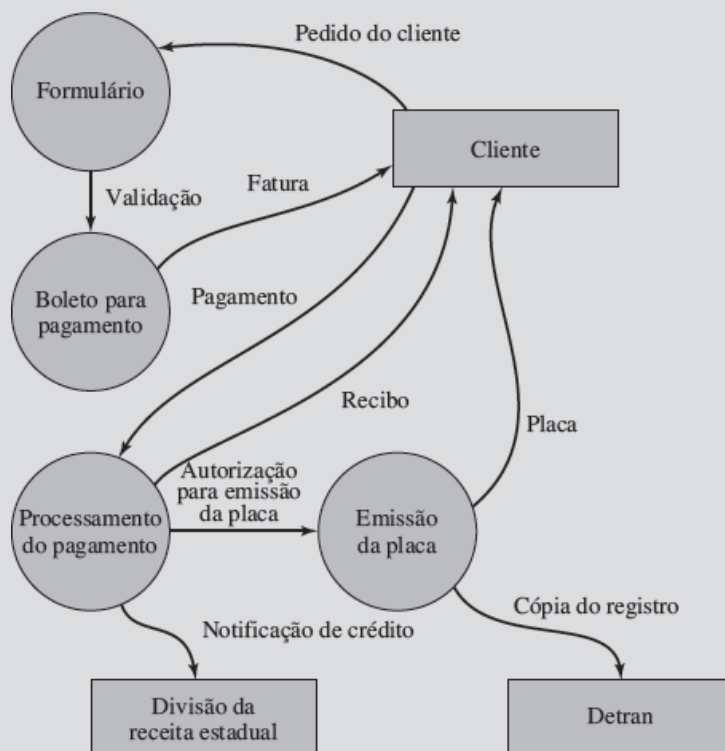 Pedido do cliente
Formulário
Cliente
Validação
Fatura
Boleto para
pagamento
Pagamento
Recibo
Placa
Autorização
para emissão
da placa
Processamento
do pagamento
Emissão
da placa
Cópia do registro
Notificação de crédito
Divisão da
receita estadual
Detran